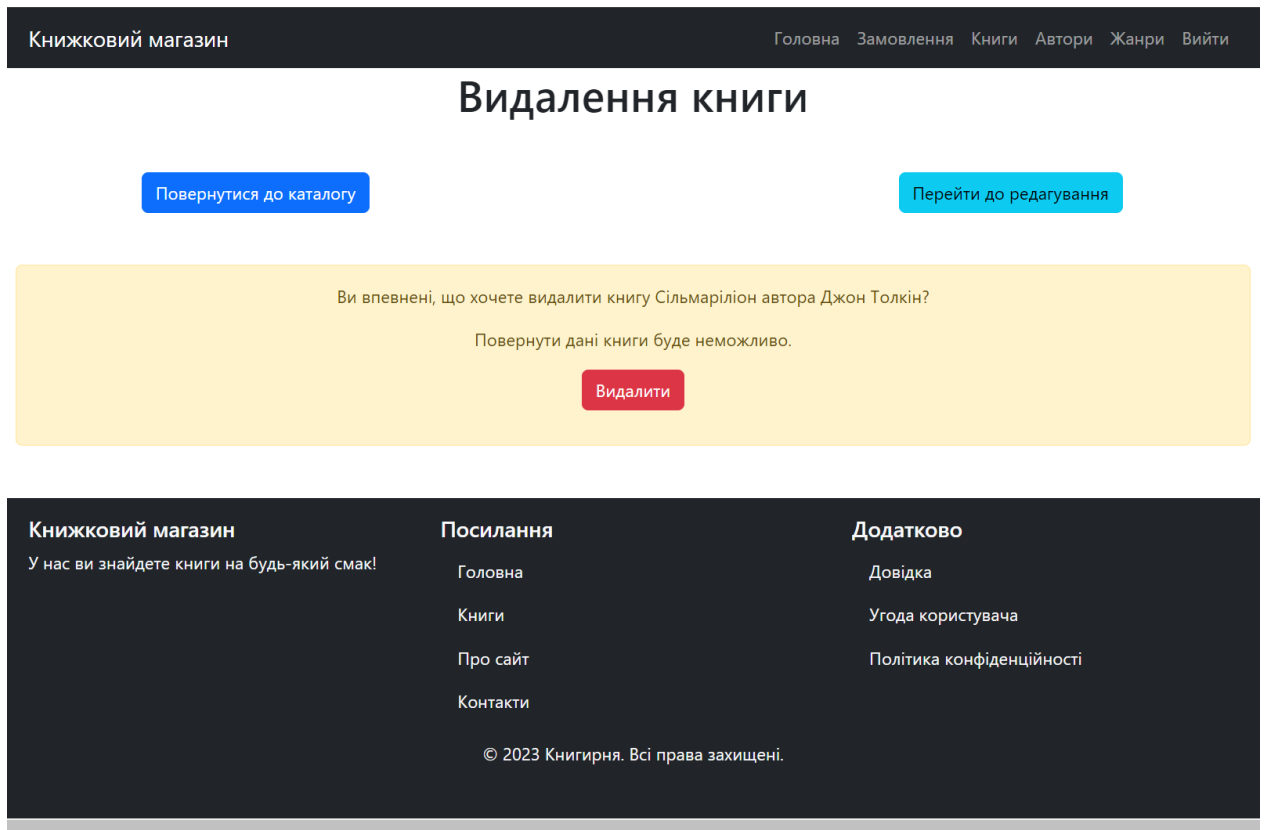 Книжковий магазин
Головна Замовлення Книги Автори Жанри Вийти
Видалення книги
Повернутися до каталогу
Перейти до редагування
Ви впевнені, що хочете видалити книгу Сільмаріліон автора Джон Толкін?
Повернути дані книги буде неможливо.
Видалити
Книжковий магазин
У нас ви знайдете книги на будь-який смак!
Посилання
Головна
Книги
Про сайт
Контакти
Додатково
Довідка
Угода користувача
Політика конфіденційності
© 2023 Книгирня. Всі права захищені.